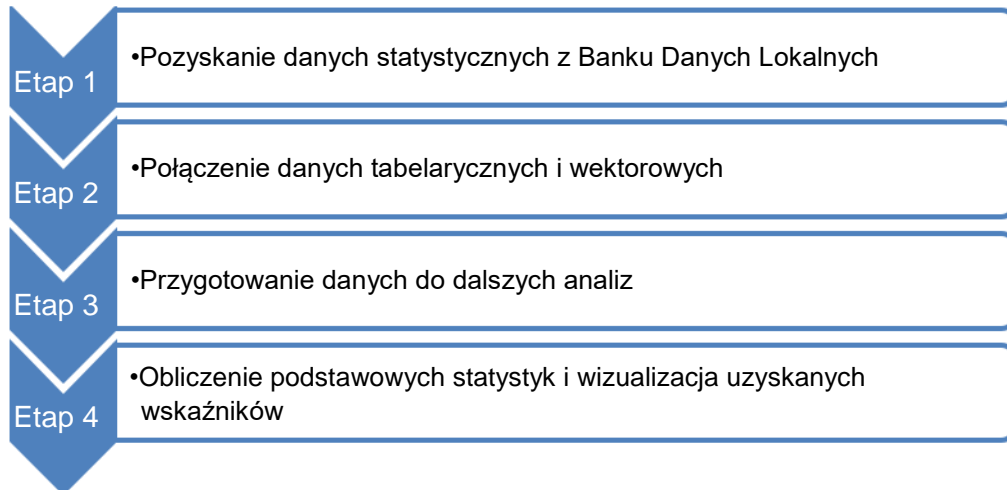 Etap 1
•Pozyskanie danych statystycznych z Banku Danych Lokalnych
Etap 2
•Połączenie danych tabelarycznych i wektorowych
Etap 3
•Przygotowanie danych do dalszych analiz
Etap 4
•Obliczenie podstawowych statystyk i wizualizacja uzyskanych
wskaźników